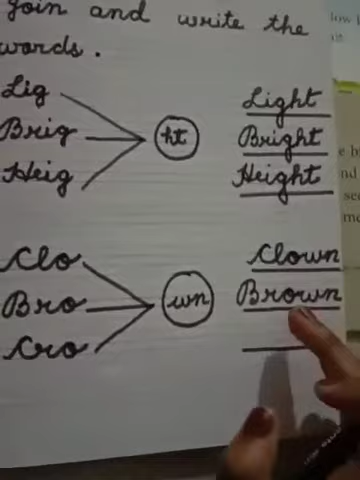 Join and write the
words.
Lig
Brig
Heig
ht
Light
Bright
Height
Clo
Bro
Cro
wn
Clown
Brown